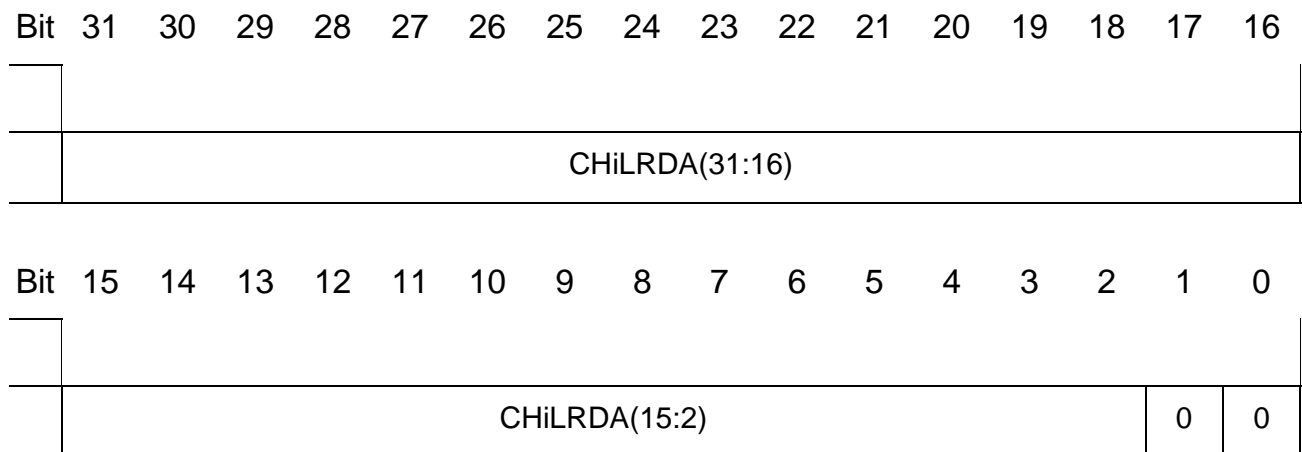 Bit 31 30 29 28 27 26 25 24 23 22 21 20 19 18 17 16
CHiLRDA(31:16)
Bit 15 14 13 12 11 10 9 8 7 6 5 4 3 2 1 0
CHiLRDA(15:2) 0 0